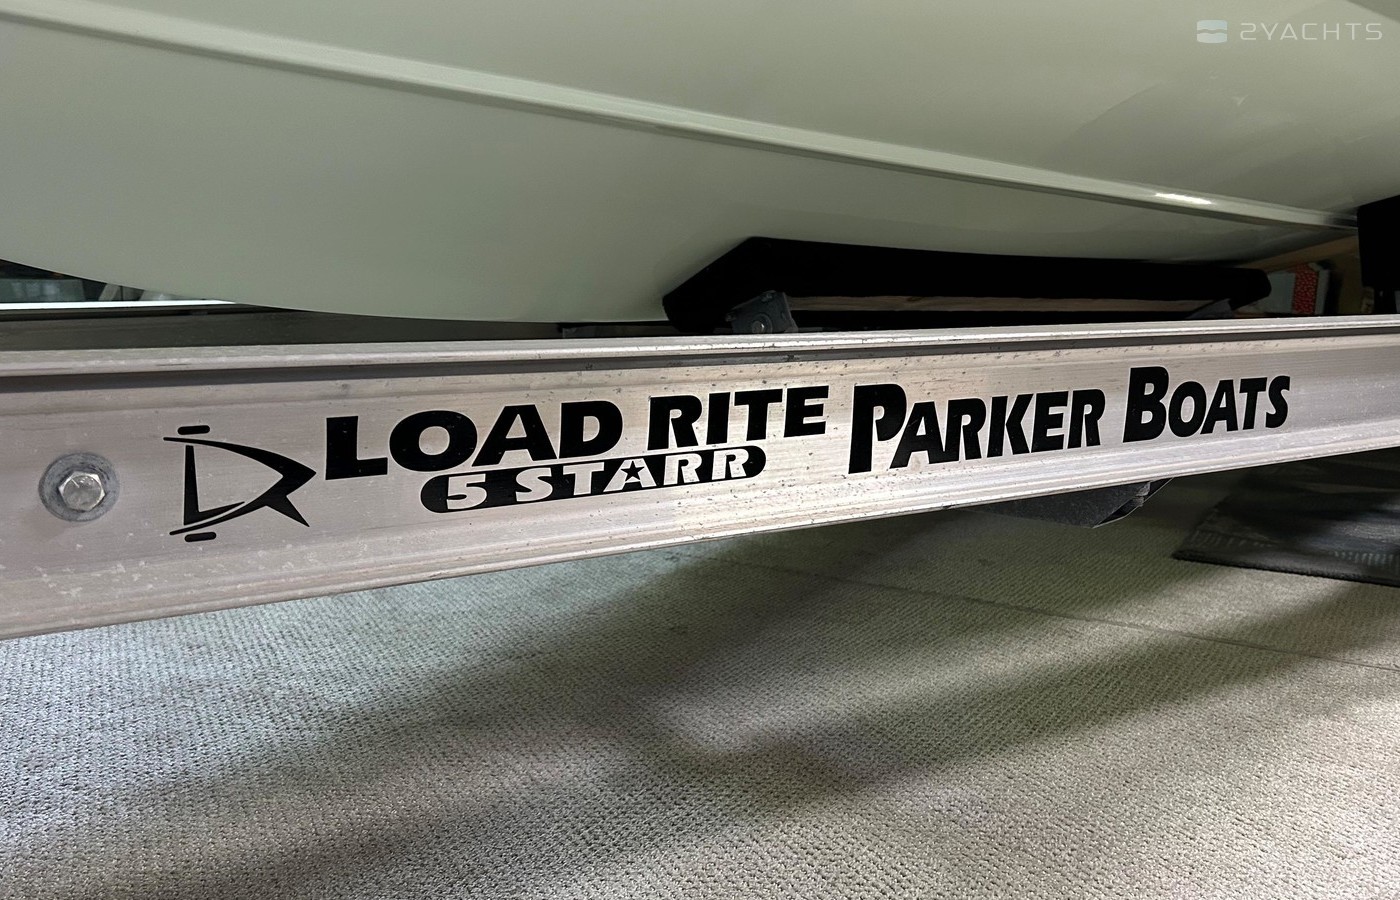 2YACHTS
LOAD RITE PARKER BOATS
5 STARR